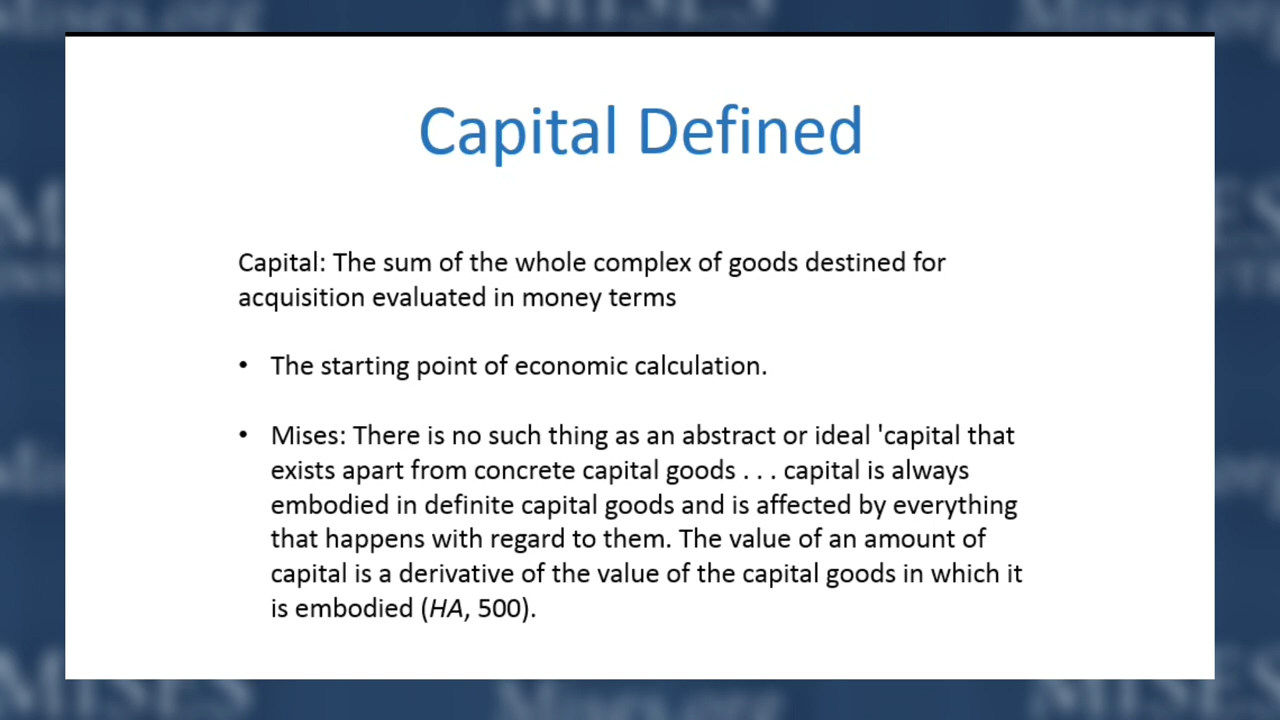 Capital Defined
Capital: The sum of the whole complex of goods destined for
acquisition evaluated in money terms
• The starting point of economic calculation.
• Mises: There is no such thing as an abstract or ideal 'capital that
exists apart from concrete capital goods . . . capital is always
embodied in definite capital goods and is affected by everything
that happens with regard to them. The value of an amount of
capital is a derivative of the value of the capital goods in which it
is embodied (HA, 500).